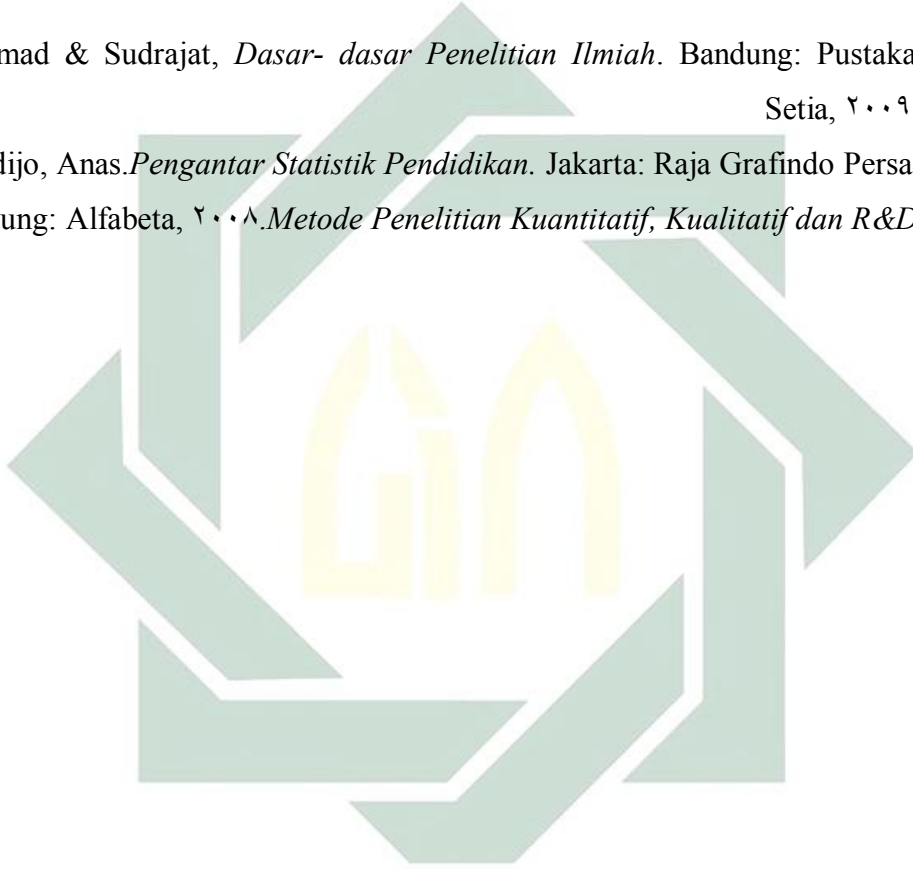 mad & Sudrajat, Dasar- dasar Penelitian Ilmiah. Bandung: Pustaka
Setia, ٢٠٠٩
dijo, Anas.Pengantar Statistik Pendidikan. Jakarta: Raja Grafindo Persa
ung: Alfabeta, ٢٠٠٨.Metode Penelitian Kuantitatif, Kualitatif dan R&D